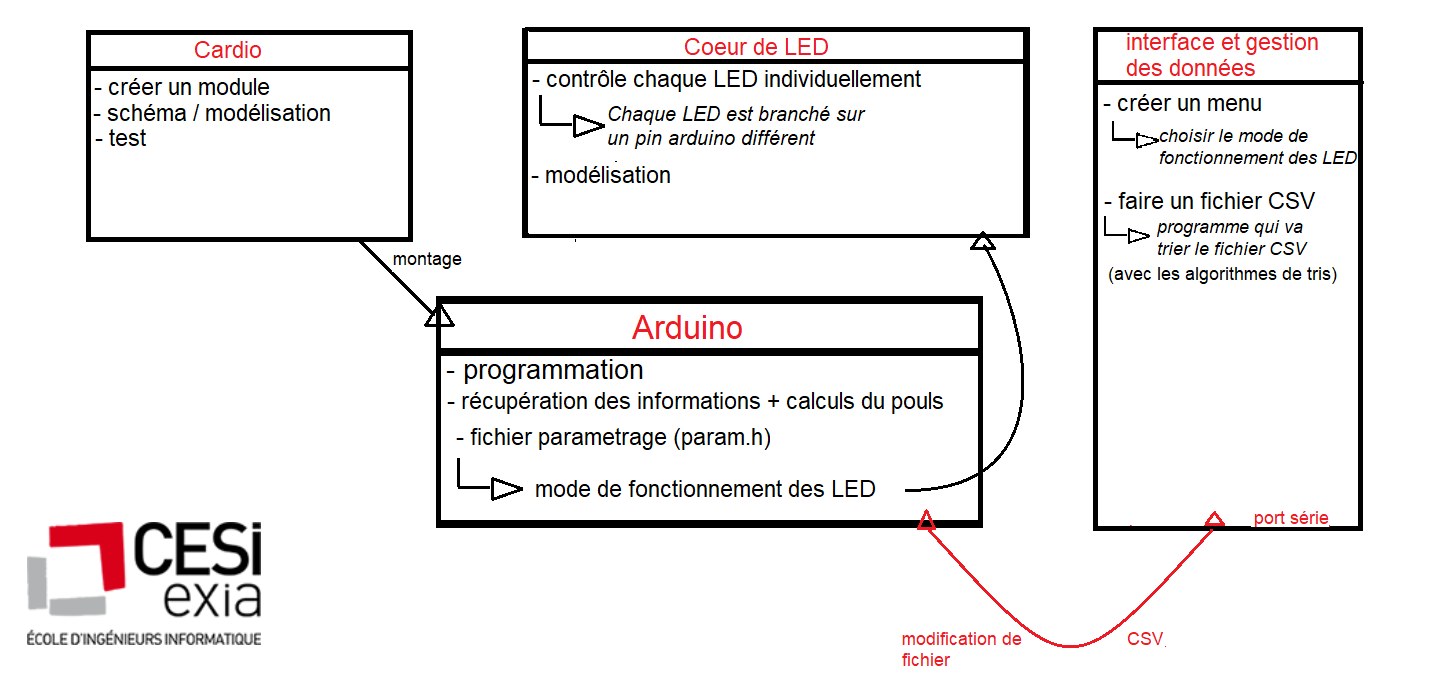 Cardio
- créer un module
- schéma / modélisation
- test
Coeur de LED
- contrôle chaque LED individuellement
Chaque LED est branché sur
un pin arduino différent
- modélisation
interface et gestion
des données
- créer un menu
choisir le mode de
fonctionnement des LED
- faire un fichier CSV
programme qui va
trier le fichier CSV
(avec les algorithmes de tris)
port série
montage
Arduino
- programmation
- récupération des informations + calculs du pouls
- fichier parametrage (param.h)
mode de fonctionnement des LED
modification de
fichier
CSV
CESi
exia
ÉCOLE D'INGÉNIEURS INFORMATIQUE